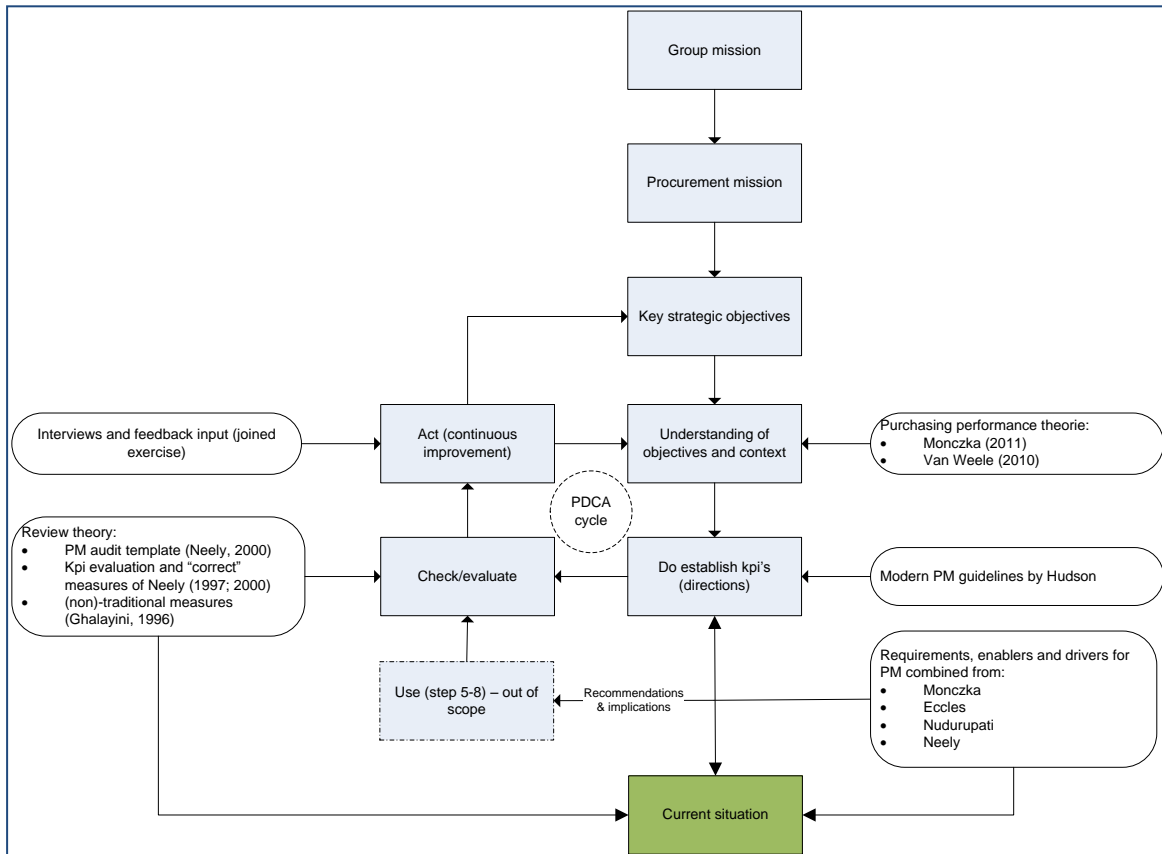 Group mission
Procurement mission
Key strategic objectives
Interviews and feedback input (joined
exercise)
Act (continuous
improvement)
Understanding of
objectives and context
Purchasing performance theorie:
• Monczka (2011)
• Van Weele (2010)
PDCA
cycle
Review theory:
• PM audit template (Neely, 2000)
• Kpi evaluation and “correct”
measures of Neely (1997; 2000)
• (non)-traditional measures
(Ghalayini, 1996)
Check/evaluate
Do establish kpi’s
(directions)
Modern PM guidelines by Hudson
Use (step 5-8) – out of
scope
Recommendations
& implications
Requirements, enablers and drivers for
PM combined from:
• Monczka
• Eccles
• Nudurupati
• Neely
Current situation